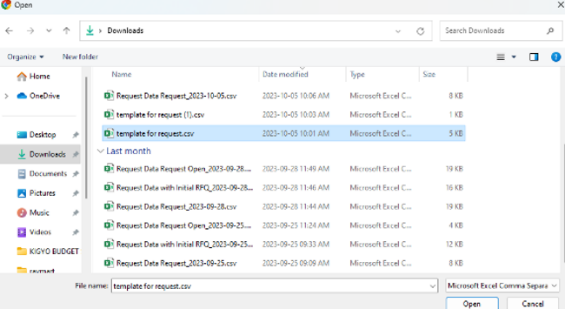 Open
Downloads
Search Downloads
Organize New folder
Home
OneDrive
Desktop
Downloads
Documents
Pictures
Music
Videos
KIGYO BUDGET
Name Date modified Type Size
Request Data Request_2023-10-05.csv 2023-10-05 10:06 AM Microsoft Excel C... 8 KB
template for request (1).csv 2023-10-05 10:03 AM Microsoft Excel C... 1 KB
template for request.csv 2023-10-05 10:01 AM Microsoft Excel C... 5 KB
Last month
Request Data Request Open_2023-09-28.... 2023-09-28 11:49 AM Microsoft Excel C... 19 KB
Request Data with Initial RFQ_2023-09-28... 2023-09-28 11:46 AM Microsoft Excel C... 16 KB
Request Data_2023-09-28.csv 2023-09-28 11:44 AM Microsoft Excel C... 19 KB
Request Data Request Open_2023-09-25.... 2023-09-25 11:24 AM Microsoft Excel C... 4 KB
Request Data with Initial RFQ_2023-09-25... 2023-09-25 09:33 AM Microsoft Excel C... 12 KB
Request Data_2023-09-25.csv 2023-09-25 09:09 AM Microsoft Excel C... 8 KB
File name: template for request.csv Microsoft Excel Comma Separa
Open Cancel